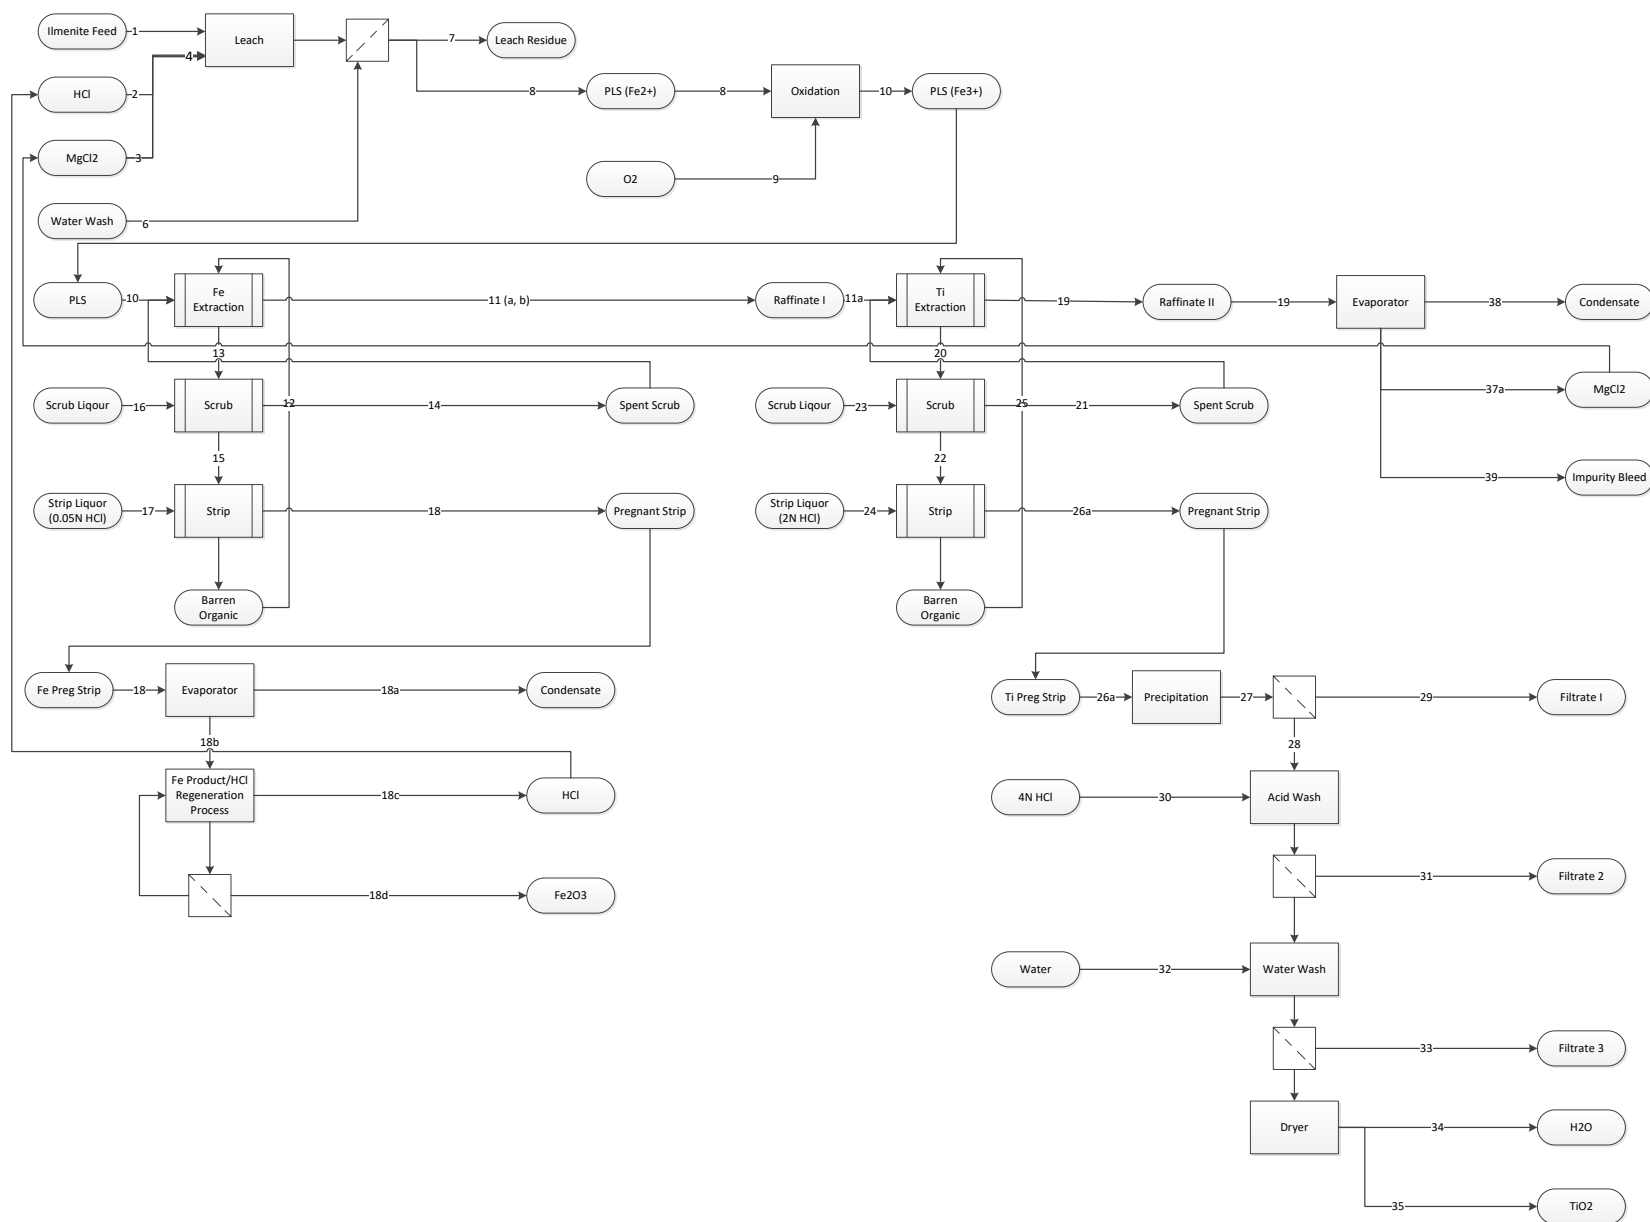 Ilmenite Feed
1
Leach
4
7
Leach Residue
HCl
2
8
PLS (Fe2+)
8
Oxidation
10
PLS (Fe3+)
MgCl2
3
O2
9
Water Wash
6
PLS
10
Fe
Extraction
11 (a, b)
Raffinate I
11a
Ti
Extraction
19
Raffinate II
19
Evaporator
38
Condensate
13
20
37a
MgCl2
Scrub Liqour
16
Scrub
12
14
Spent Scrub
Scrub Liqour
23
Scrub
25
21
Spent Scrub
15
22
39
Impurity Bleed
Strip Liquor
(0.05N HCl)
17
Strip
18
Pregnant Strip
Strip Liquor
(2N HCl)
24
Strip
26a
Pregnant Strip
Barren
Organic
Barren
Organic
Fe Preg Strip
18
Evaporator
18a
Condensate
Ti Preg Strip
26a
Precipitation
27
29
Filtrate I
18b
28
Fe Product/HCl
Regeneration
Process
18c
HCl
4N HCl
30
Acid Wash
18d
Fe2O3
31
Filtrate 2
Water
32
Water Wash
33
Filtrate 3
Dryer
34
H2O
35
TiO2